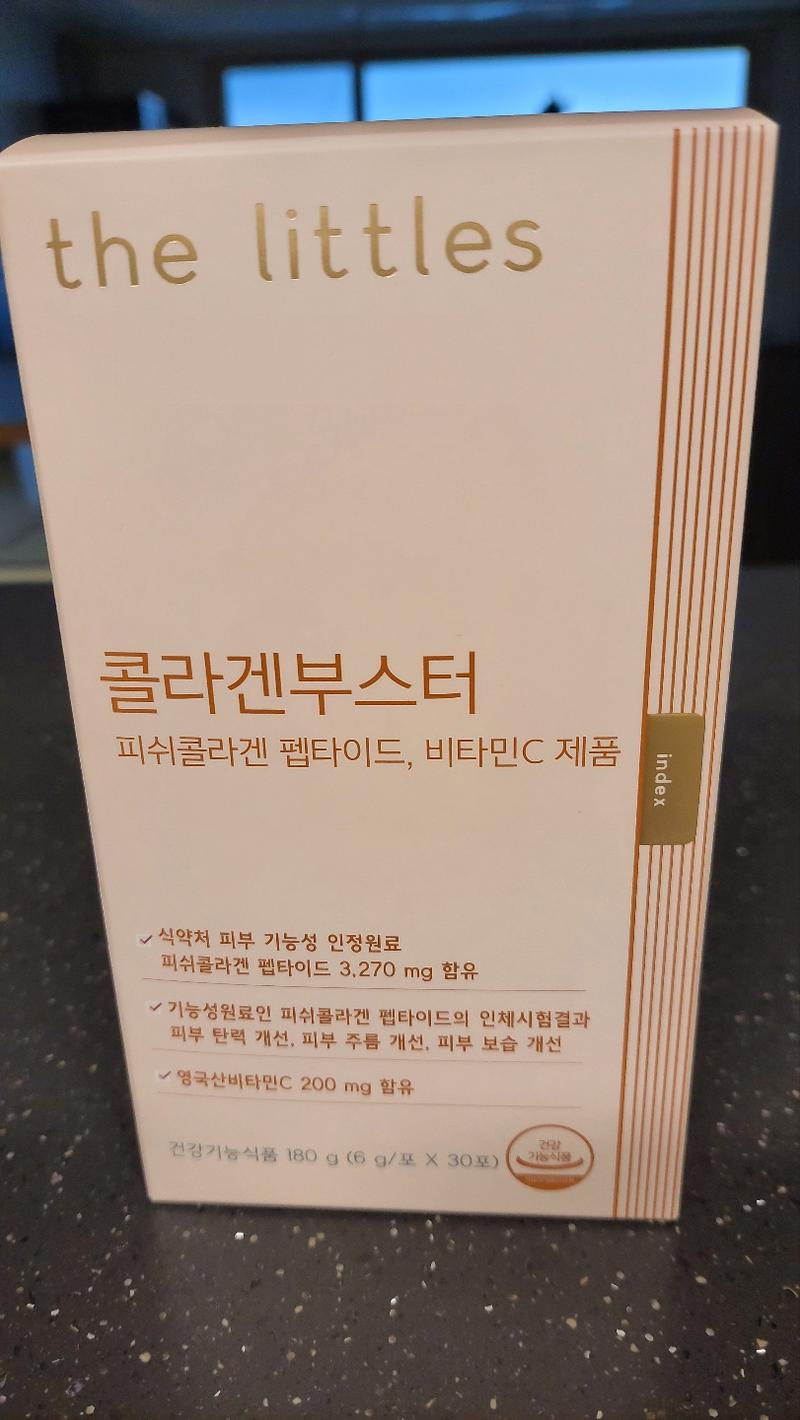 the littles
콜라겐부스터
피쉬콜라겐 펩타이드, 비타민C 제품
index
식약처 피부 기능성 인정원료
피쉬콜라겐 펩타이드 3,270 mg 함유
기능성원료인 피쉬콜라겐 펩타이드의 인체시험결과
피부 탄력 개선, 피부 주름 개선, 피부 보습 개선
영국산비타민C 200 mg 함유
건강기능식품 180 g (6 g/포 X 30포)
건강
기능식품